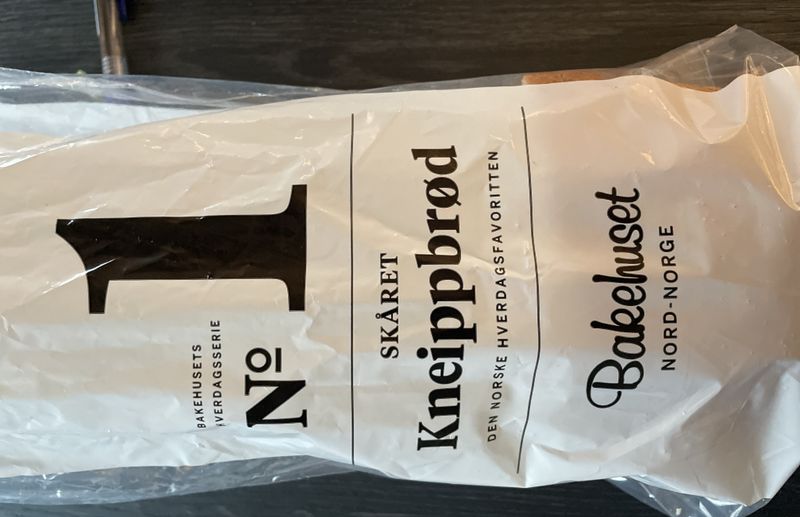 BAKEHUSETS
HVERDAGSSERIE
Nº 1
SKÅRET
Kneippbrød
DEN NORSKE HVERDAGSFAVORITTEN
Bakehuset
NORD-NORGE